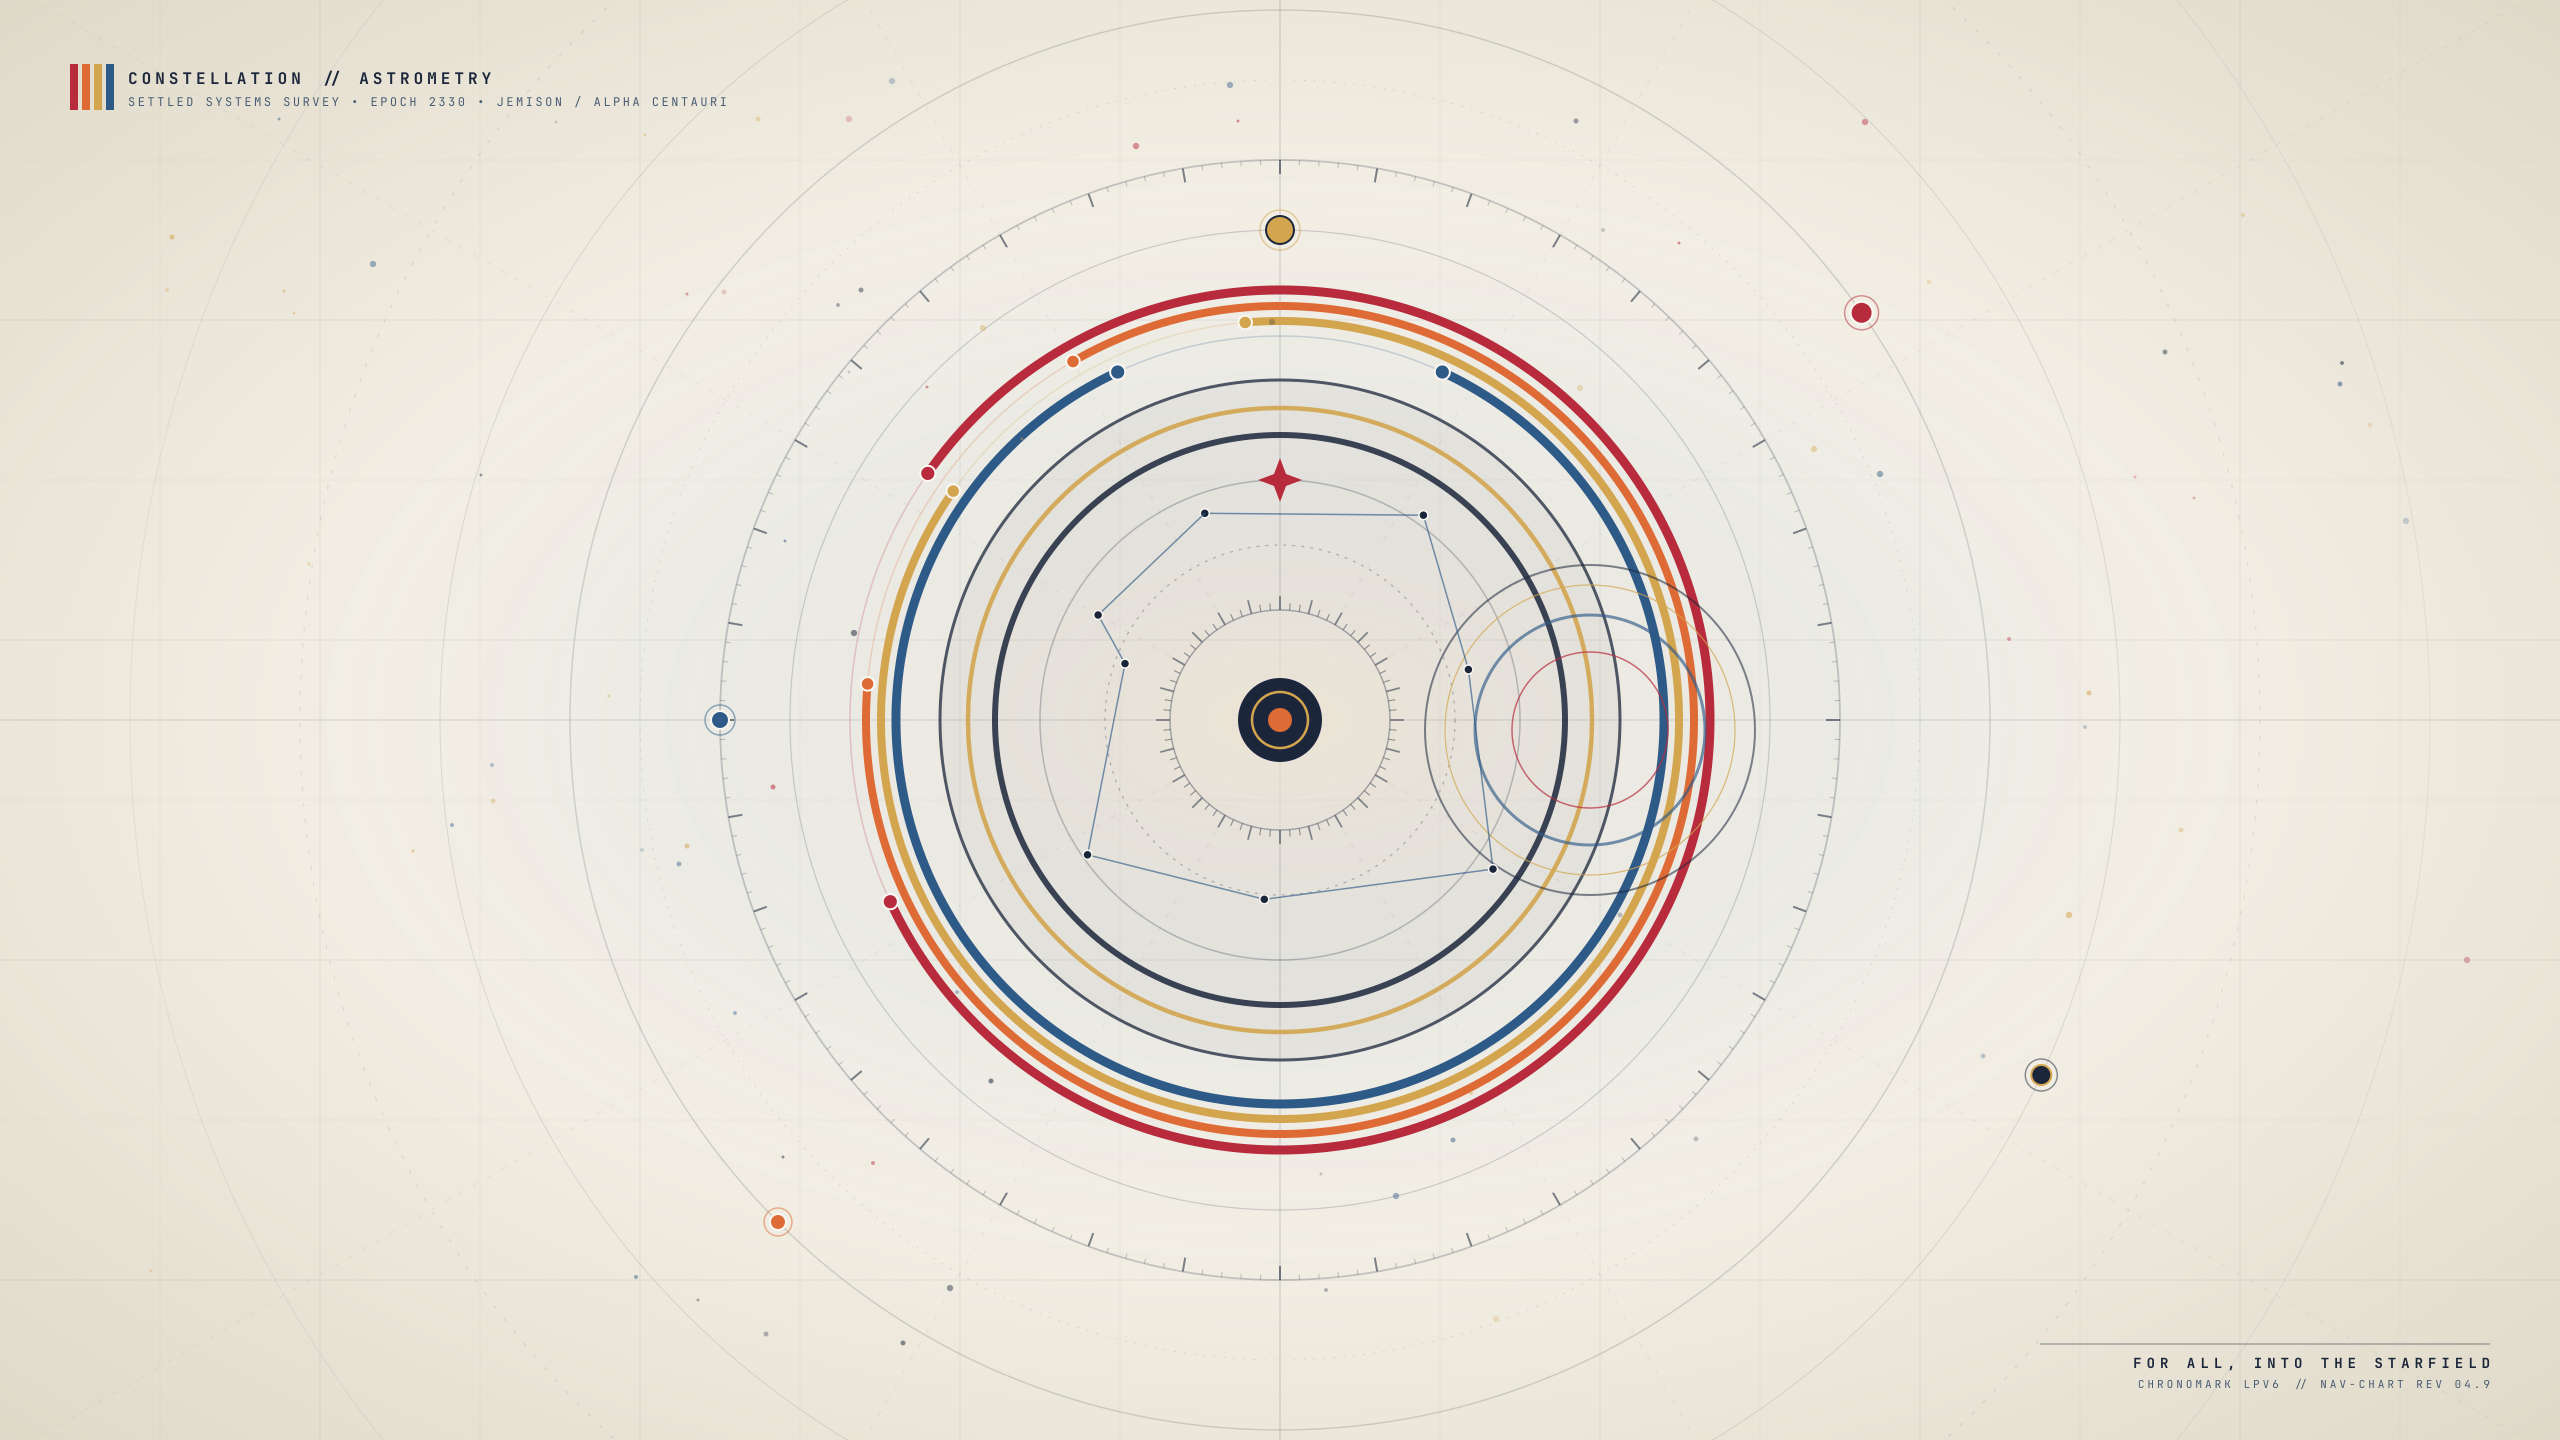 CONSTELLATION // ASTROMETRY
SETTLED SYSTEMS SURVEY • EPOCH 2330 • JEMISON / ALPHA CENTAURI
FOR ALL, INTO THE STARFIELD
CHRONOMARK LPV6 // NAV-CHART REV 04.9